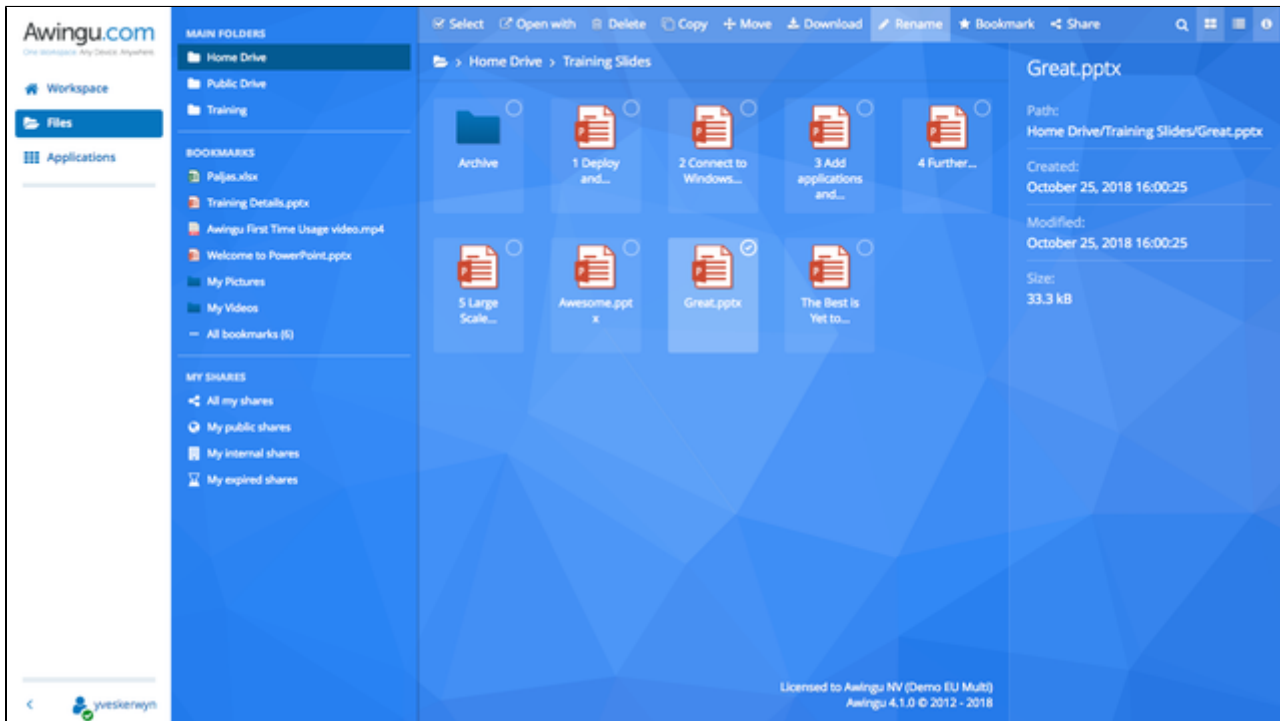 Awingu.com
One Workspace. Any Device. Anywhere.
Workspace
Files
Applications
yveskerwyn
MAIN FOLDERS
Home Drive
Public Drive
Training
BOOKMARKS
Paljas.xlsx
Training Details.pptx
Awingu First Time Usage video.mp4
Welcome to PowerPoint.pptx
My Pictures
My Videos
All bookmarks (6)
MY SHARES
All my shares
My public shares
My internal shares
My expired shares
Select Open with Delete Copy Move Download Rename Bookmark Share
> Home Drive > Training Slides
Archive
1 Deploy
and...
2 Connect to
Windows...
3 Add
applications
and...
4 Further...
5 Large
Scale...
Awesome.ppt
x
Great.pptx
The Best is
Yet to...
Great.pptx
Path:
Home Drive/Training Slides/Great.pptx
Created:
October 25, 2018 16:00:25
Modified:
October 25, 2018 16:00:25
Size:
33.3 kB
Licensed to Awingu NV (Demo EU Multi)
Awingu 4.1.0 © 2012 - 2018